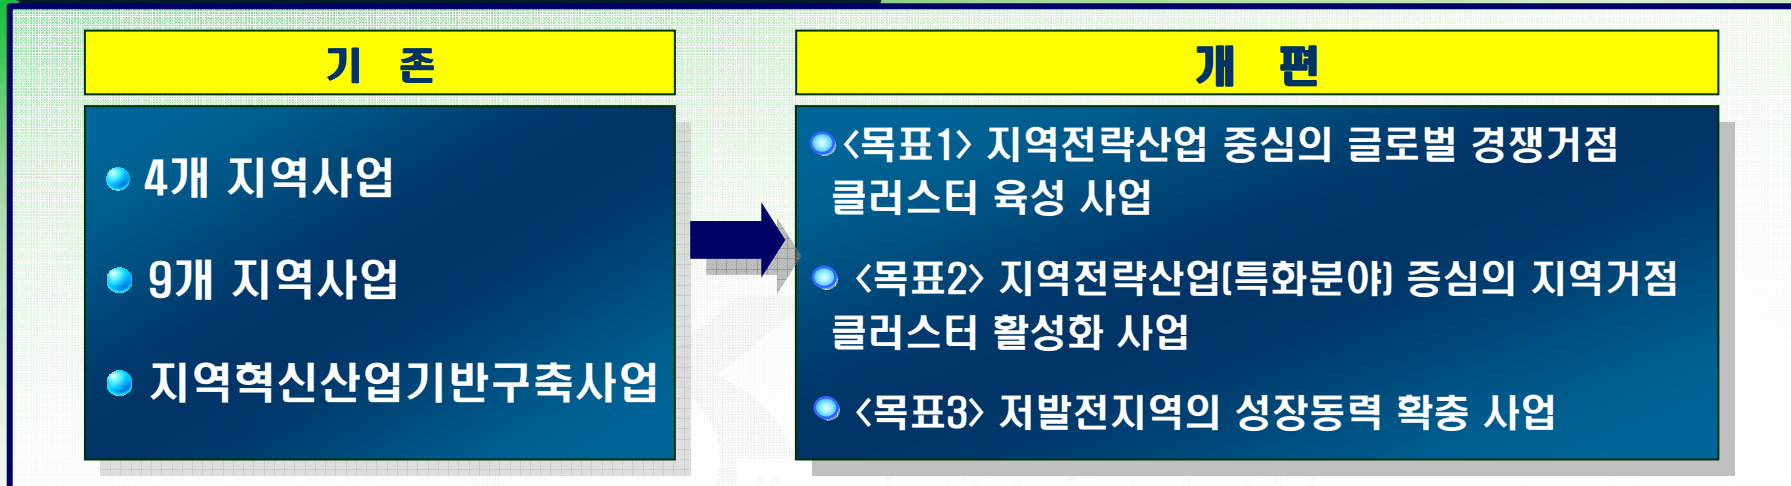 기 존
4개 지역사업
9개 지역사업
지역혁신산업기반구축사업
개 편
<목표1> 지역전략산업 중심의 글로벌 경쟁거점
클러스터 육성 사업
<목표2> 지역전략산업(특화분야) 증심의 지역거점
클러스터 활성화 사업
<목표3> 저발전지역의 성장동력 확충 사업